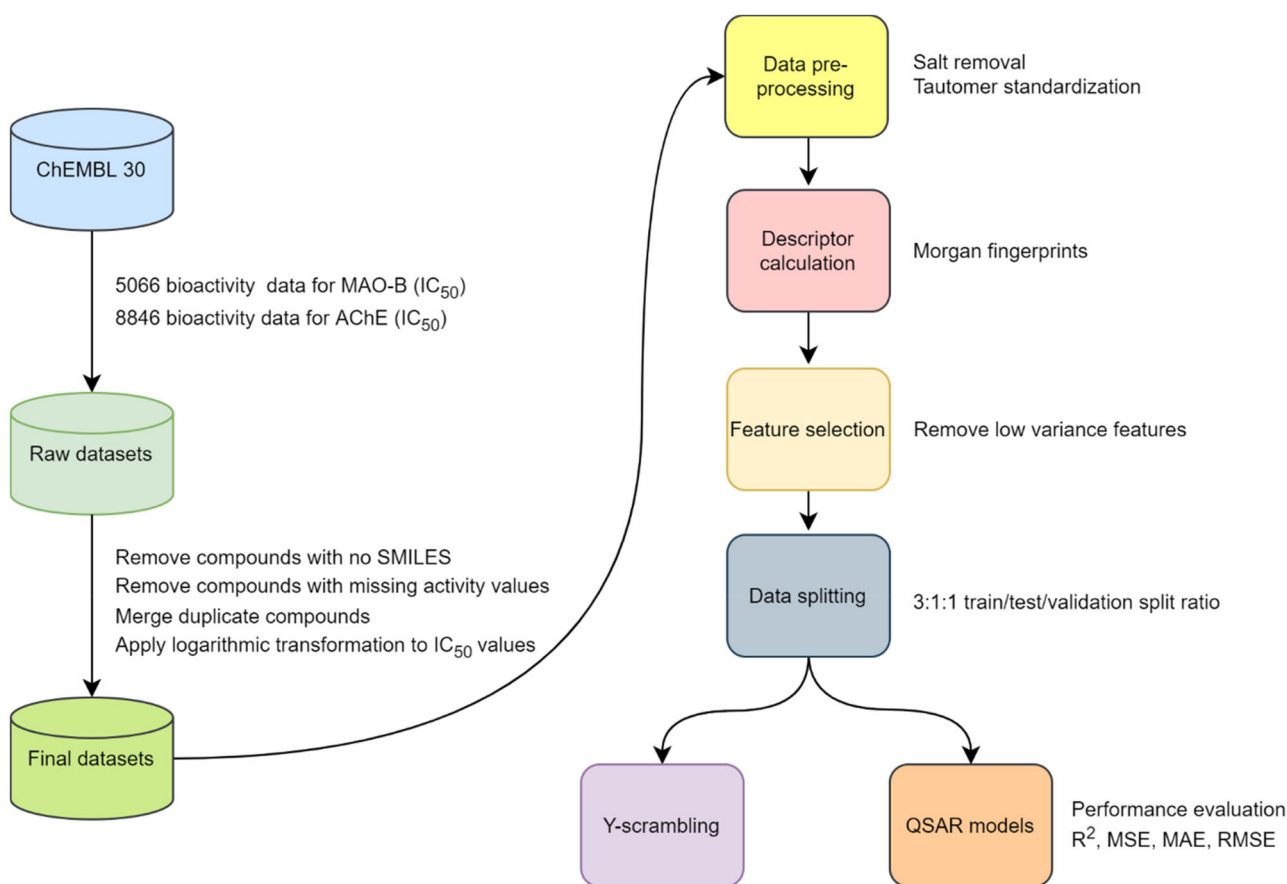 ChEMBL 30
5066 bioactivity  data for MAO-B (IC50)
8846 bioactivity data for AChE (IC50)
Raw datasets
Remove compounds with no SMILES
Remove compounds with missing activity values
Merge duplicate compounds
Apply logarithmic transformation to IC50 values
Final datasets
Data pre-
processing
Salt removal
Tautomer standardization
Descriptor
calculation
Morgan fingerprints
Feature selection
Remove low variance features
Data splitting
3:1:1 train/test/validation split ratio
Y-scrambling
QSAR models
Performance evaluation
R², MSE, MAE, RMSE